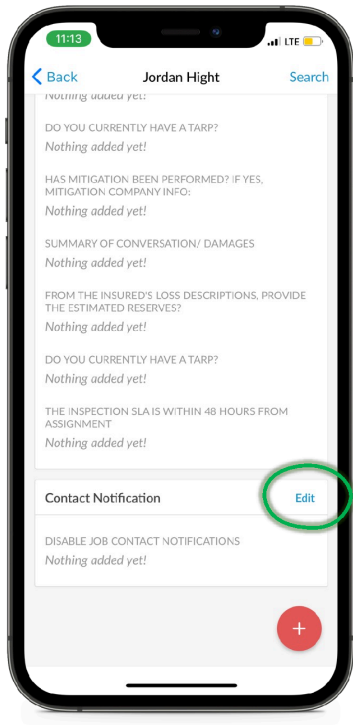 11:13
LTE
Back
Jordan Hight
Search
Nothing added yet!
DO YOU CURRENTLY HAVE A TARP?
Nothing added yet!
HAS MITIGATION BEEN PERFORMED? IF YES,
MITIGATION COMPANY INFO:
Nothing added yet!
SUMMARY OF CONVERSATION/ DAMAGES
Nothing added yet!
FROM THE INSURED'S LOSS DESCRIPTIONS, PROVIDE
THE ESTIMATED RESERVES?
Nothing added yet!
DO YOU CURRENTLY HAVE A TARP?
Nothing added yet!
THE INSPECTION SLA IS WITHIN 48 HOURS FROM
ASSIGNMENT
Nothing added yet!
Contact Notification
Edit
DISABLE JOB CONTACT NOTIFICATIONS
Nothing added yet!
+